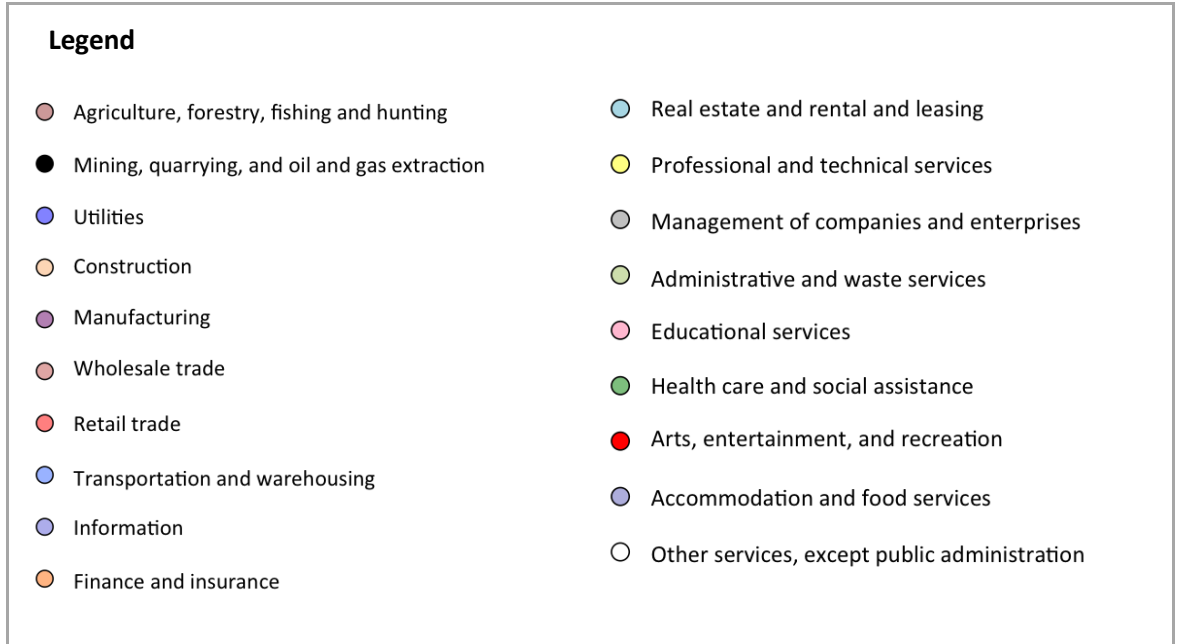 Legend
Agriculture, forestry, fishing and hunting
Mining, quarrying, and oil and gas extraction
Utilities
Construction
Manufacturing
Wholesale trade
Retail trade
Transportation and warehousing
Information
Finance and insurance
Real estate and rental and leasing
Professional and technical services
Management of companies and enterprises
Administrative and waste services
Educational services
Health care and social assistance
Arts, entertainment, and recreation
Accommodation and food services
Other services, except public administration